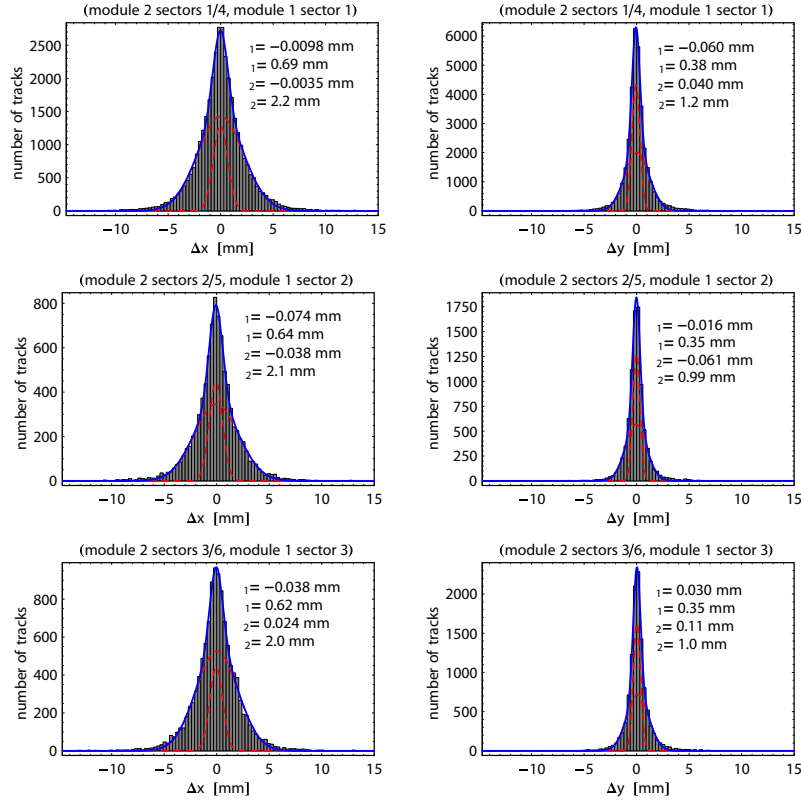 (module 2 sectors 1/4, module 1 sector 1)
1 = −0.0098 mm
1 = 0.69 mm
2 = −0.0035 mm
2 = 2.2 mm
number of tracks
2500
2000
1500
1000
500
0
−10 −5 0 5 10 15
Δx [mm]
(module 2 sectors 1/4, module 1 sector 1)
1 = −0.060 mm
1 = 0.38 mm
2 = 0.040 mm
2 = 1.2 mm
number of tracks
6000
5000
4000
3000
2000
1000
0
−10 −5 0 5 10 15
Δy [mm]
(module 2 sectors 2/5, module 1 sector 2)
1 = −0.074 mm
1 = 0.64 mm
2 = −0.038 mm
2 = 2.1 mm
number of tracks
800
600
400
200
0
−10 −5 0 5 10 15
Δx [mm]
(module 2 sectors 2/5, module 1 sector 2)
1 = −0.016 mm
1 = 0.35 mm
2 = −0.061 mm
2 = 0.99 mm
number of tracks
1750
1500
1250
1000
750
500
250
0
−10 −5 0 5 10 15
Δy [mm]
(module 2 sectors 3/6, module 1 sector 3)
1 = −0.038 mm
1 = 0.62 mm
2 = 0.024 mm
2 = 2.0 mm
number of tracks
800
600
400
200
0
−10 −5 0 5 10 15
Δx [mm]
(module 2 sectors 3/6, module 1 sector 3)
1 = 0.030 mm
1 = 0.35 mm
2 = 0.11 mm
2 = 1.0 mm
number of tracks
2000
1500
1000
500
0
−10 −5 0 5 10 15
Δy [mm]